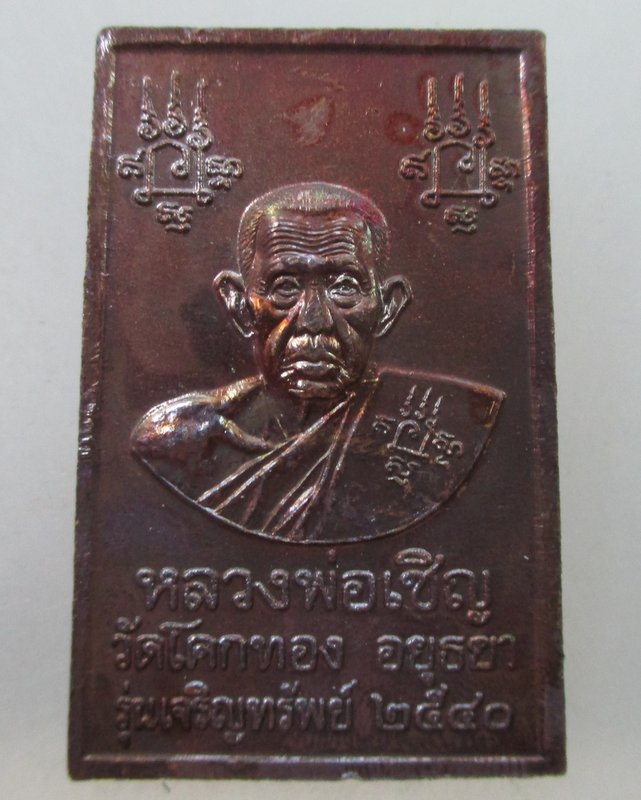 หลวงพ่อเชิญ
วัดโคกทอง อยุธยา
รุ่นเจริญทรัพย์ ๒๕๔๐